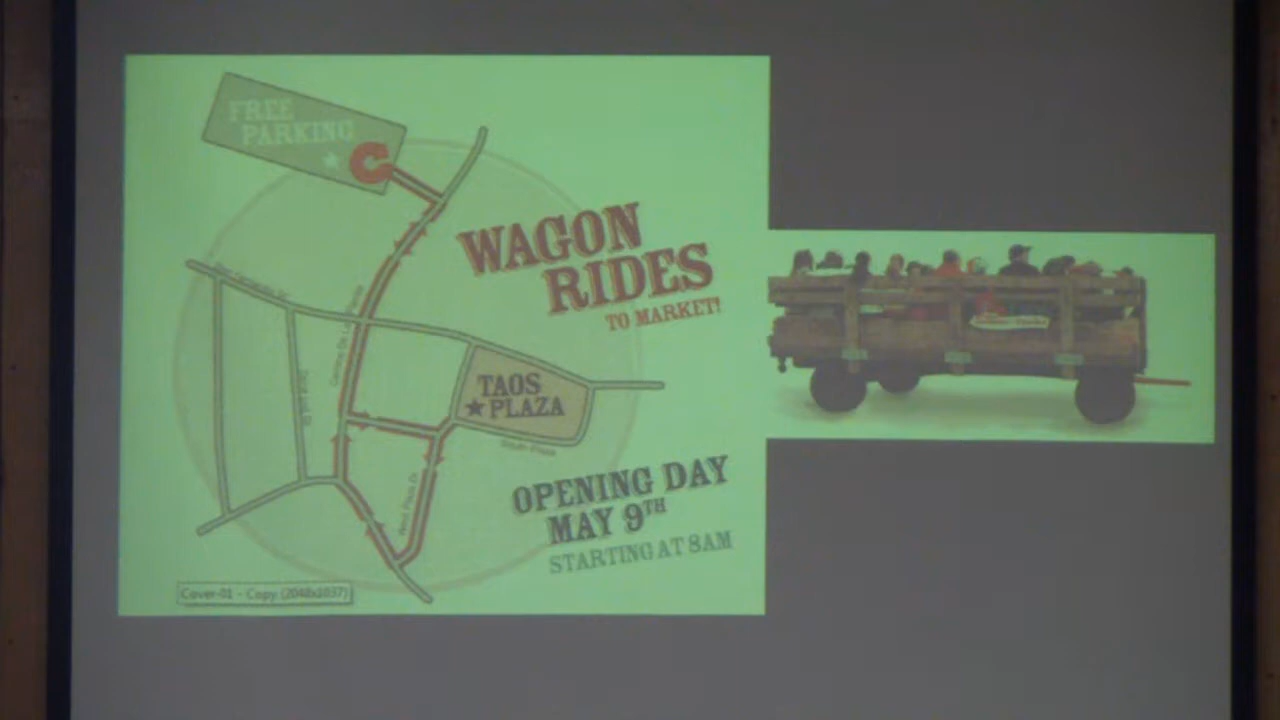 FREE
PARKING
WAGON
RIDES
TO MARKET!
TAOS
PLAZA
OPENING DAY
MAY 9TH
STARTING AT 8AM
Cover-01 - Copy (2048x1037)